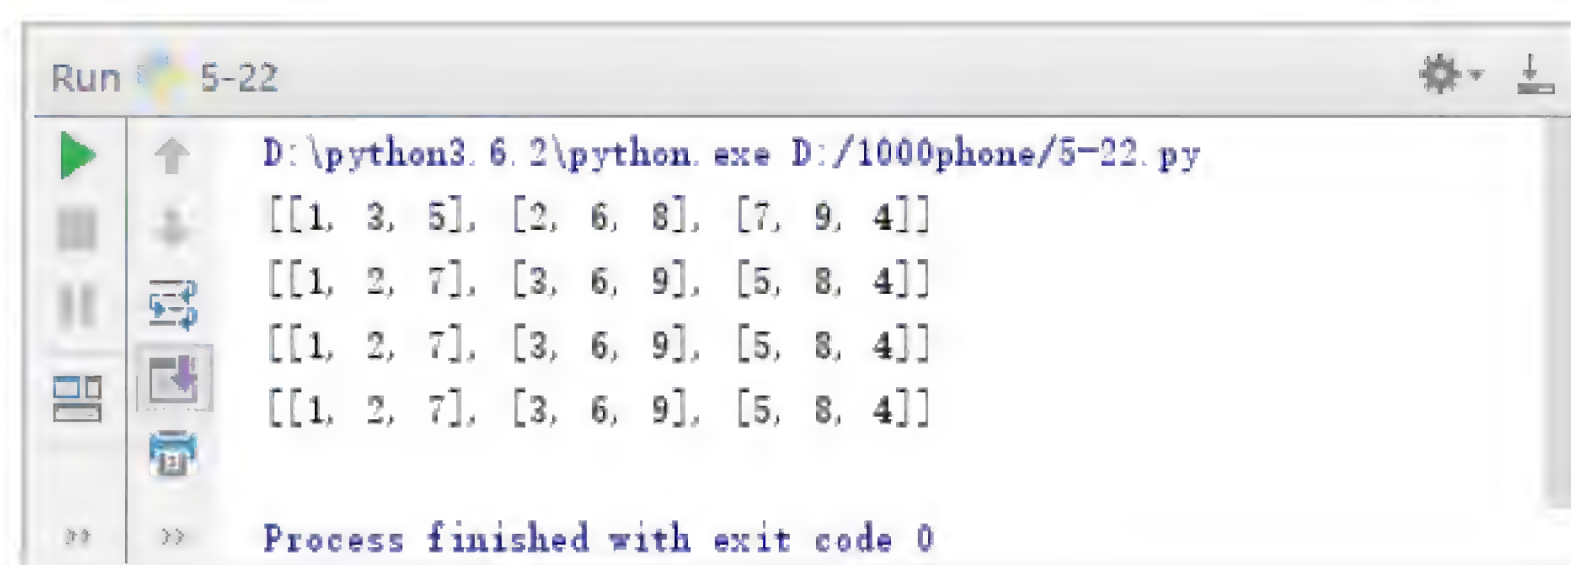 Run 5-22
D:\python3.6.2\python.exe D:/1000phone/5-22.py
[[1, 3, 5], [2, 6, 8], [7, 9, 4]]
[[1, 2, 7], [3, 6, 9], [5, 8, 4]]
[[1, 2, 7], [3, 6, 9], [5, 8, 4]]
[[1, 2, 7], [3, 6, 9], [5, 8, 4]]
Process finished with exit code 0